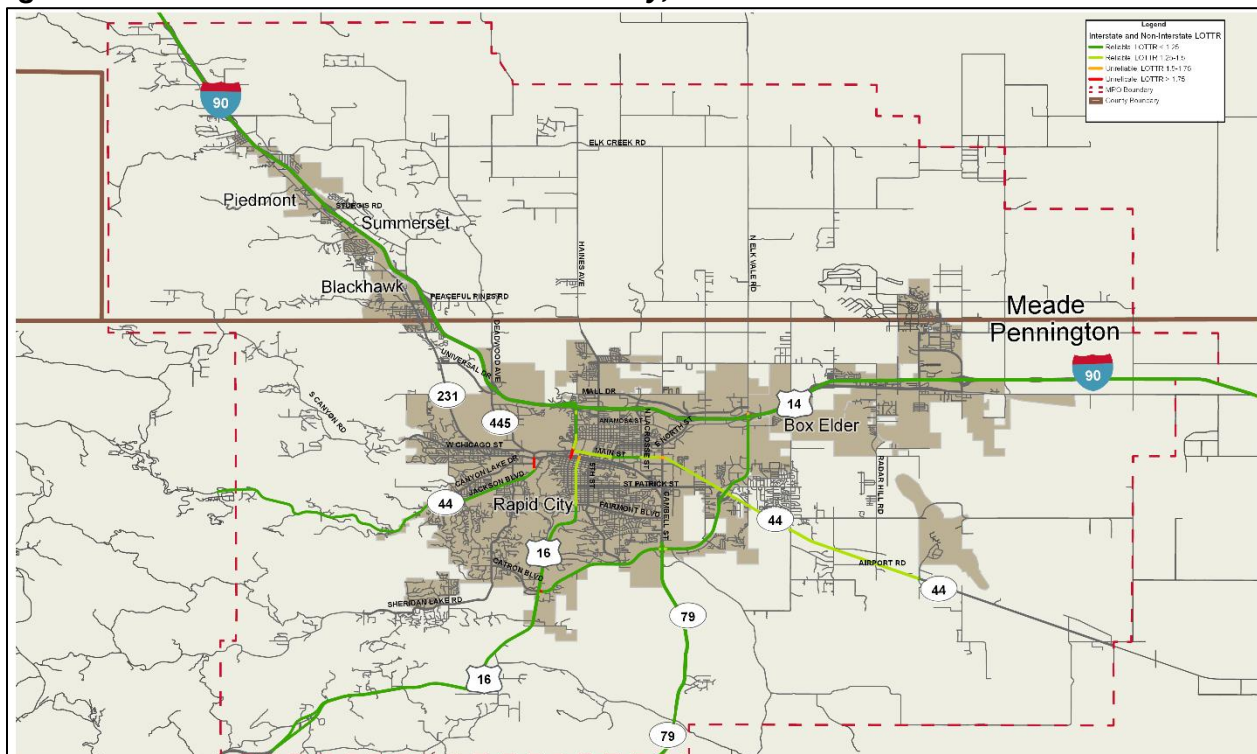 Legend
Interstate and Non-Interstate LOTTR
Reliable LOTTR < 1.25
Reliable LOTTR 1.25-1.5
Unreliable LOTTR 1.5-1.75
Unreliable LOTTR > 1.75
MPO Boundary
County Boundary
90
ELK CREEK RD
Piedmont
STURGIS RD
Summerset
HAINES AVE
N ELK VALE RD
Blackhawk
PEACEFUL PINES RD
DEADWOOD AVE
Meade
Pennington
UNIVERSAL DR
90
S CANYON RD
231
MALL DR
14
445
ANAMOSA ST
N LACROSSE ST
E NORTH ST
Box Elder
W CHICAGO ST
MAIN ST
CANYON LAKE DR
JACKSON BLVD
5TH ST
ST PATRICK ST
RADAR HILL RD
44
Rapid City
FAIRMONT BLVD
CAMBELL ST
44
16
AIRPORT RD
CATRON BLVD
44
SHERIDAN LAKE RD
79
16
79